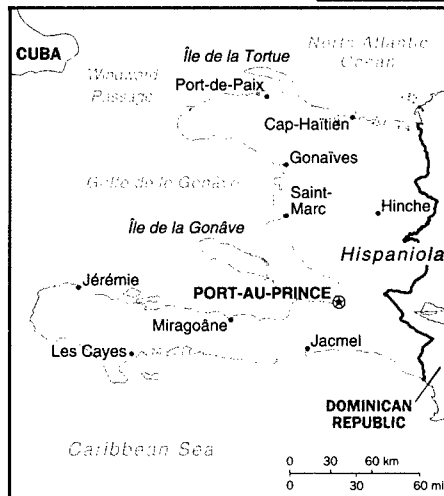 CUBA
Île de la Tortue
North Atlantic
Ocean
Windward
Passage
Port-de-Paix
Cap-Haïtien
Gonaïves
Golfe de la Gonâve
Saint-
Marc
Hinche
Île de la Gonâve
Hispaniola
Jérémie
PORT-AU-PRINCE
Miragoâne
Les Cayes
Jacmel
DOMINICAN
REPUBLIC
Caribbean Sea
0 30 60 km
0 30 60 mi